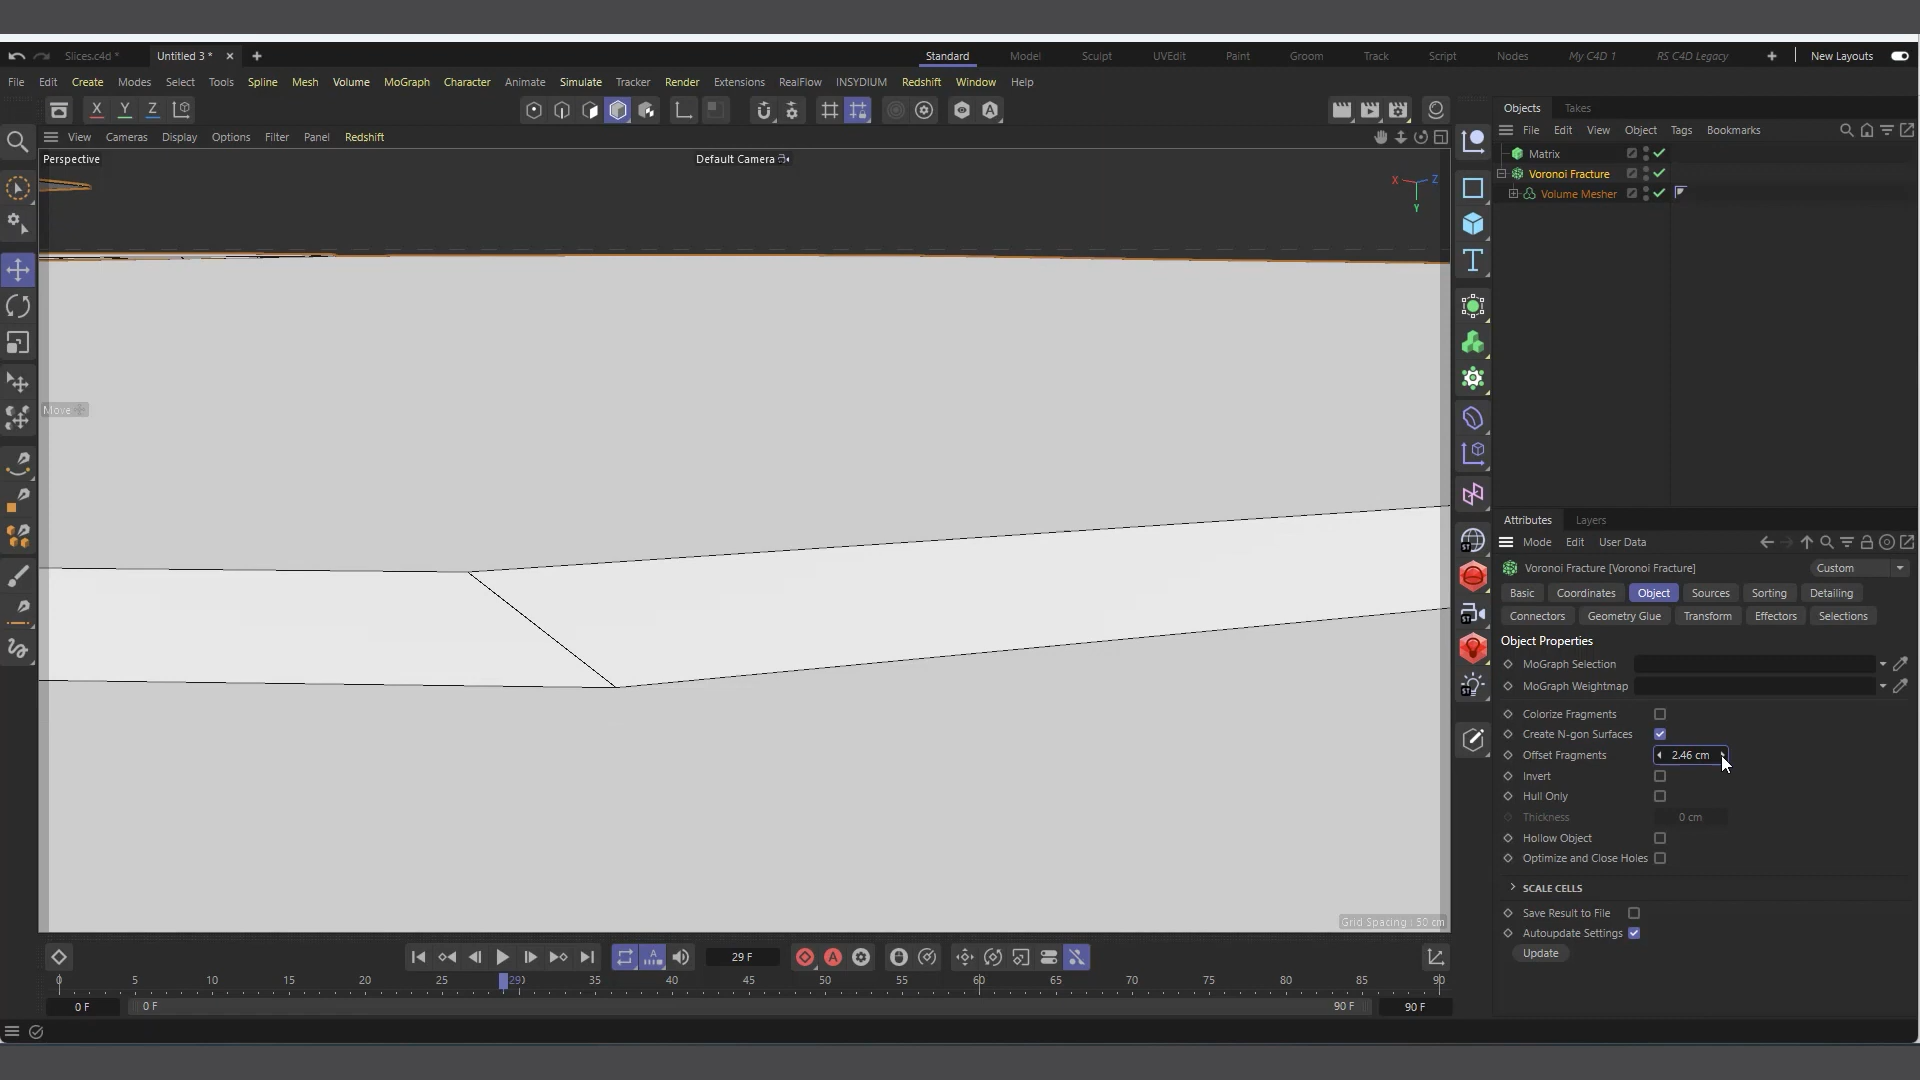 Slices.c4d *
Untitled 3 *
Standard Model Sculpt UVEdit Paint Groom Track Script Nodes My C4D 1 RS C4D Legacy New Layouts
File Edit Create Modes Select Tools Spline Mesh Volume MoGraph Character Animate Simulate Tracker Render Extensions RealFlow INSYDIUM Redshift Window Help
X Y Z
View Cameras Display Options Filter Panel Redshift
Perspective
Default Camera
X Z
Y
Move
Grid Spacing : 50 cm
Objects Takes
File Edit View Object Tags Bookmarks
Matrix
Voronoi Fracture
Volume Mesher
Attributes Layers
Mode Edit User Data
Voronoi Fracture [Voronoi Fracture] Custom
Basic Coordinates Object Sources Sorting Detailing
Connectors Geometry Glue Transform Effectors Selections
Object Properties
MoGraph Selection
MoGraph Weightmap
Colorize Fragments
Create N-gon Surfaces
Offset Fragments 2.46 cm
Invert
Hull Only
Thickness 0 cm
Hollow Object
Optimize and Close Holes
SCALE CELLS
Save Result to File
Autoupdate Settings
Update
29 F
0 5 10 15 20 25 29 35 40 45 50 55 60 65 70 75 80 85 90
0 F 0 F 90 F 90 F